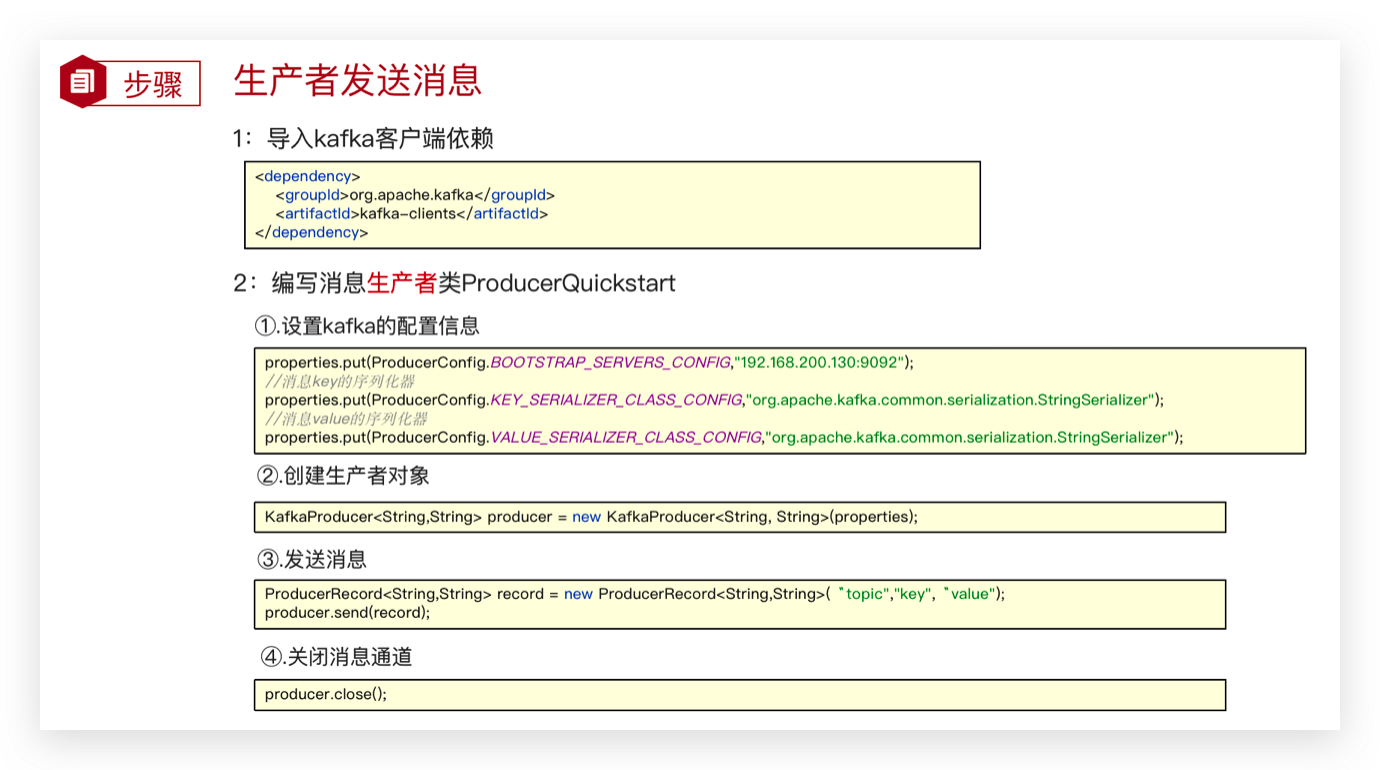 步骤
生产者发送消息
1：导入kafka客户端依赖
<dependency>
    <groupId>org.apache.kafka</groupId>
    <artifactId>kafka-clients</artifactId>
</dependency>
2：编写消息生产者类ProducerQuickstart
①.设置kafka的配置信息
properties.put(ProducerConfig.BOOTSTRAP_SERVERS_CONFIG,"192.168.200.130:9092");
//消息key的序列化器
properties.put(ProducerConfig.KEY_SERIALIZER_CLASS_CONFIG,"org.apache.kafka.common.serialization.StringSerializer");
//消息value的序列化器
properties.put(ProducerConfig.VALUE_SERIALIZER_CLASS_CONFIG,"org.apache.kafka.common.serialization.StringSerializer");
②.创建生产者对象
KafkaProducer<String,String> producer = new KafkaProducer<String, String>(properties);
③.发送消息
ProducerRecord<String,String> record = new ProducerRecord<String,String>(〝topic","key",〝value");
producer.send(record);
④.关闭消息通道
producer.close();